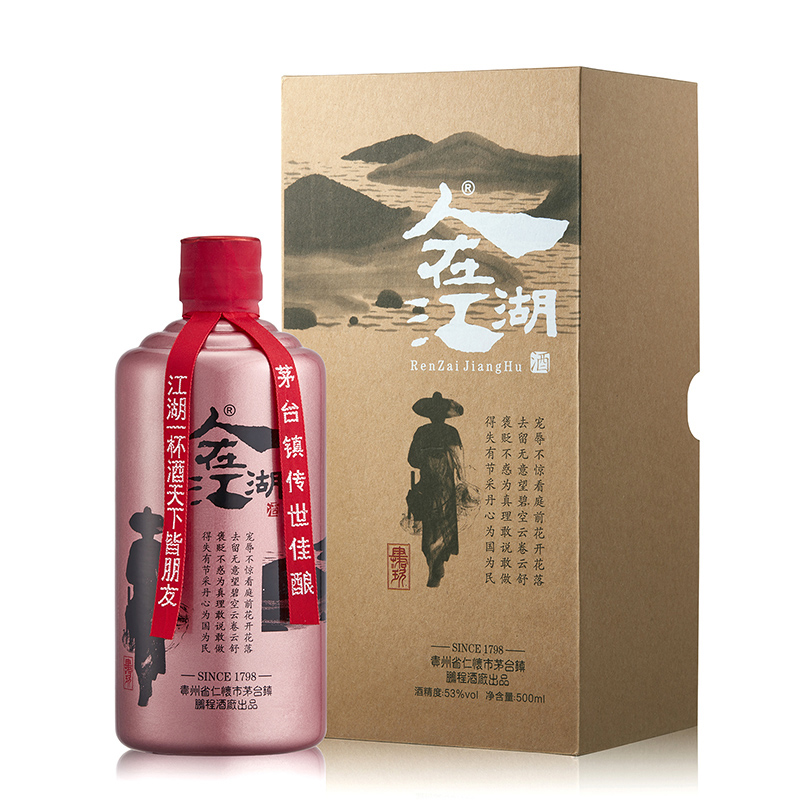 江湖一杯酒天下皆朋友
茅台镇传世佳酿
®
人在江湖
酒
宠辱不惊看庭前花开花落
去留无意望碧空云卷云舒
褒贬不惑为真理敢说敢做
得失有节采丹心为国为民
SINCE 1798
贵州省仁怀市茅台镇
鹏程酒厂出品
®
人在江湖
RenZaiJiangHu
酒
宠辱不惊看庭前花开花落
去留无意望碧空云卷云舒
褒贬不惑为真理敢说敢做
得失有节采丹心为国为民
SINCE 1798
贵州省仁怀市茅台镇
鹏程酒厂出品
酒精度:53%vol 净含量:500ml